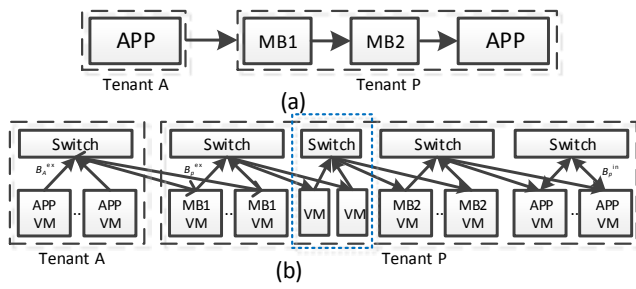 APP
MB1
MB2
APP
Tenant A
Tenant P
(a)
Switch
Switch
Switch
Switch
Switch
B_A^ex
B_p^ex
B_p^in
APP VM
..
APP VM
MB1 VM
..
MB1 VM
VM
VM
MB2 VM
..
MB2 VM
APP VM
..
APP VM
Tenant A
(b)
Tenant P